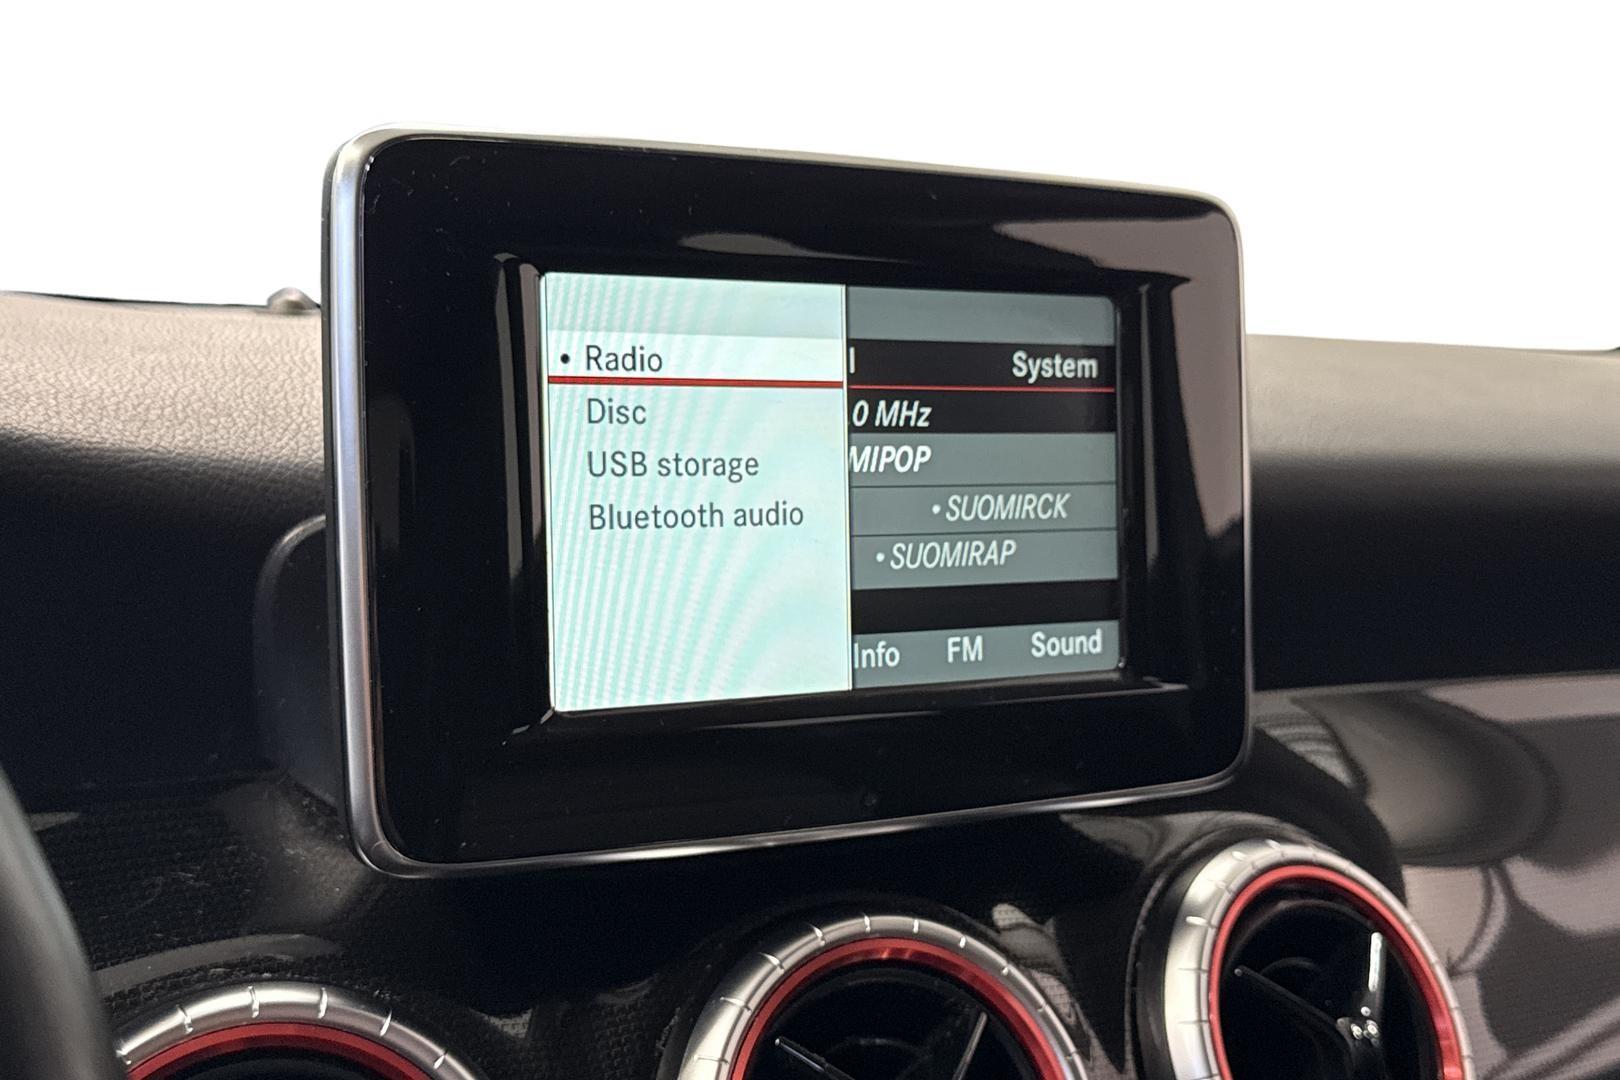 • Radio
Disc
USB storage
Bluetooth audio
System
0 MHz
MIPOP
• SUOMIRCK
• SUOMIRAP
Info FM Sound